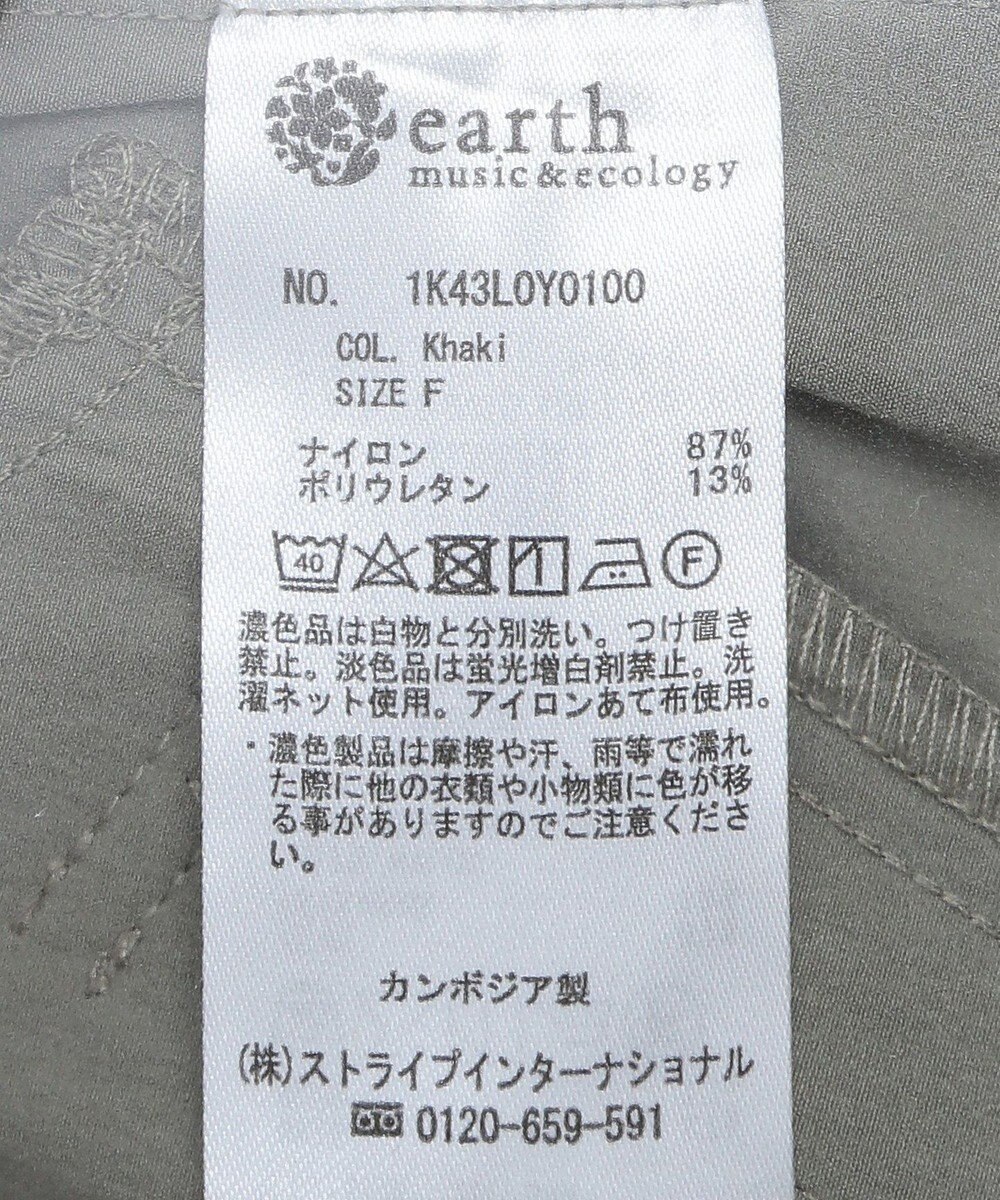 earth
music&ecology
NO. 1K43L0Y0100
COL. Khaki
SIZE F
ナイロン 87%
ポリウレタン 13%
40 F
濃色品は白物と分別洗い。つけ置き
禁止。淡色品は蛍光増白剤禁止。洗
濯ネット使用。アイロンあて布使用。
・濃色製品は摩擦や汗、雨等で濡れ
た際に他の衣類や小物類に色が移
る事がありますのでご注意くださ
い。
カンボジア製
(株)ストライプインターナショナル
0120-659-591